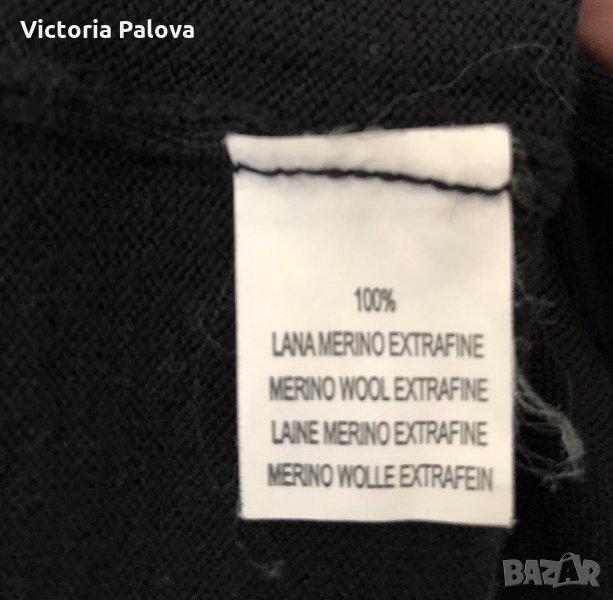 Victoria Palova
100%
LANA MERINO EXTRAFINE
MERINO WOOL EXTRAFINE
LAINE MERINO EXTRAFINE
MERINO WOLLE EXTRAFEIN
BAZAR